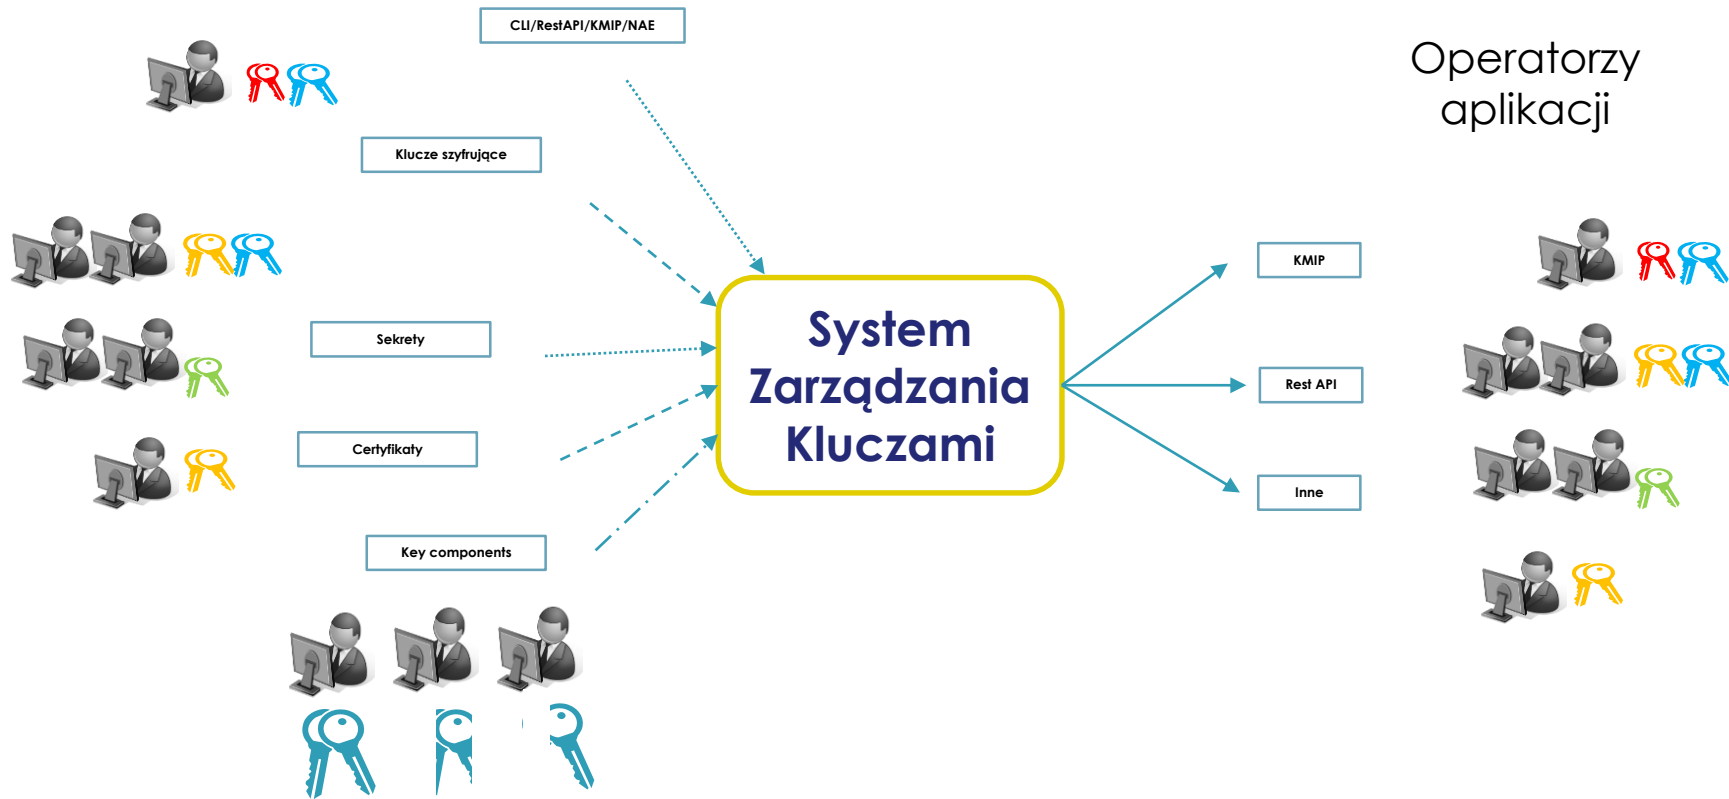 CLI/RestAPI/KMIP/NAE
Operatorzy
aplikacji
Klucze szyfrujące
Sekrety
Certyfikaty
Key components
System
Zarządzania
Kluczami
KMIP
Rest API
Inne